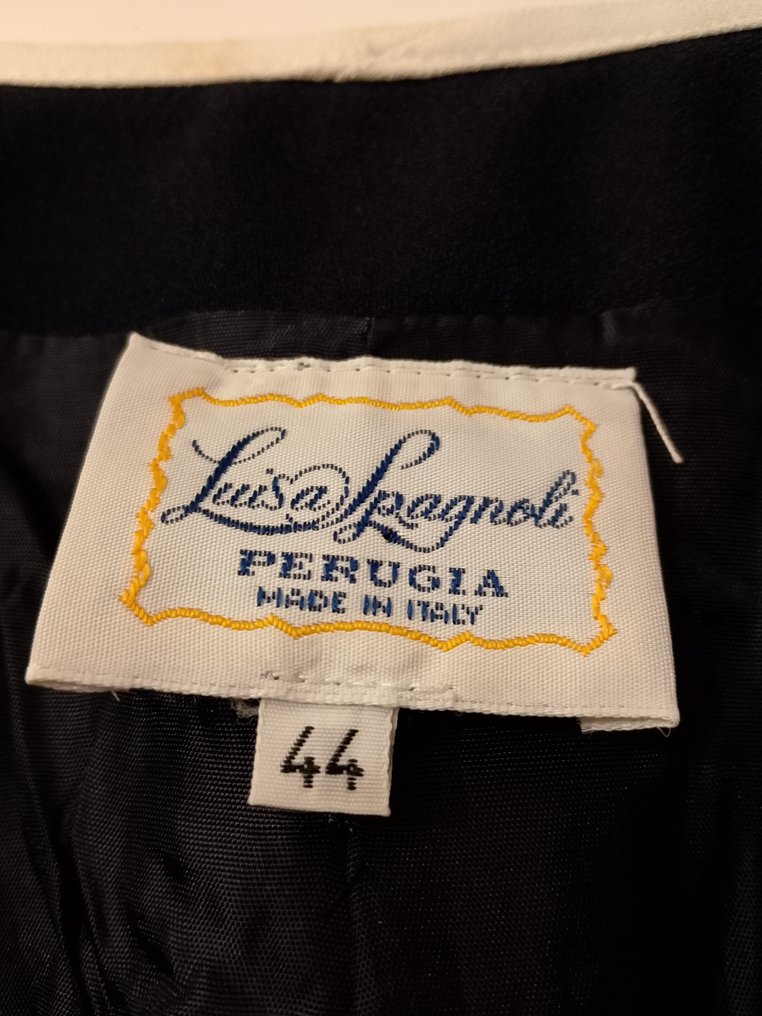 Luisa Spagnoli
PERUGIA
MADE IN ITALY
44